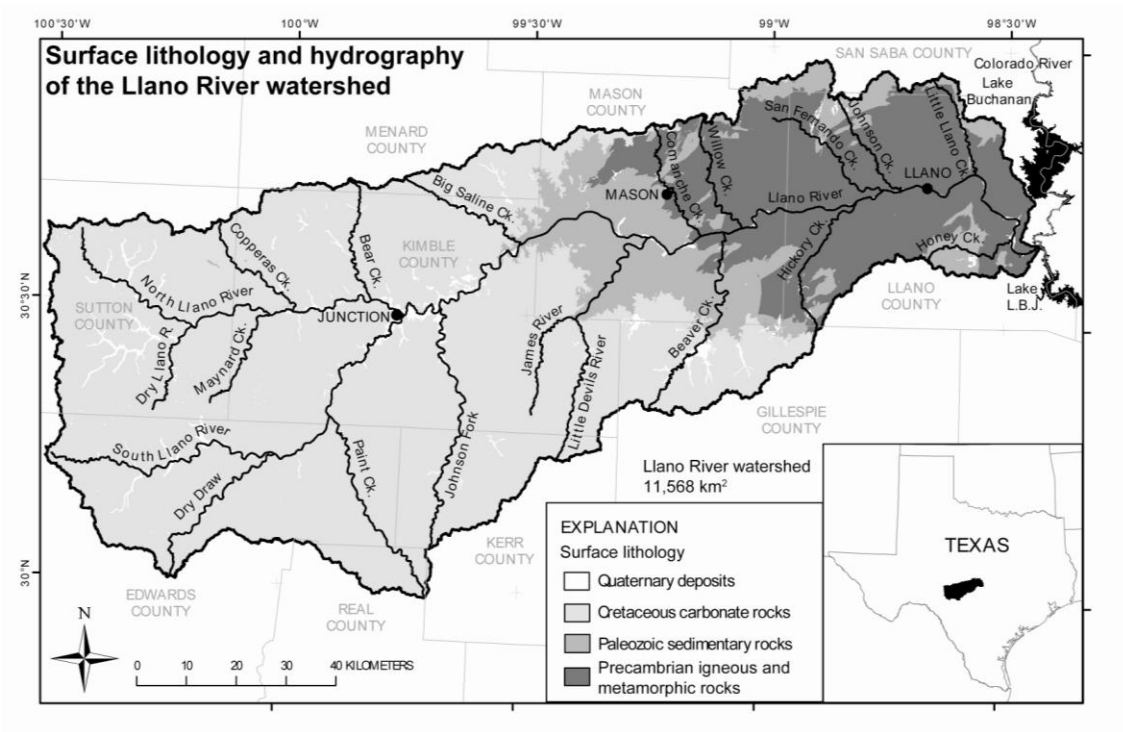 100°30'W
100°W
99°30'W
99°W
98°30'W
Surface lithology and hydrography
of the Llano River watershed
SAN SABA COUNTY
Colorado River
Lake
Buchanan
MASON
COUNTY
MENARD
COUNTY
San Fernando Ck.
Johnson Ck.
Little Llano Ck.
Comanche Ck.
Willow Ck.
LLANO
MASON
Llano River
Big Saline Ck.
Copperas Ck.
Bear Ck.
KIMBLE
COUNTY
Hickory Ck.
Honey Ck.
30°30'N
North Llano River
SUTTON
COUNTY
LLANO
COUNTY
Lake
L.B.J.
JUNCTION
Dry Llano R.
Maynard Ck.
James River
Little Devils River
Beaver Ck.
GILLESPIE
COUNTY
South Llano River
Paint Ck.
Johnson Fork
Dry Draw
Llano River watershed
11,568 km²
KERR
COUNTY
30°N
EDWARDS
COUNTY
REAL
COUNTY
EXPLANATION
Surface lithology
Quaternary deposits
Cretaceous carbonate rocks
Paleozoic sedimentary rocks
Precambrian igneous and
metamorphic rocks
TEXAS
N
0 10 20 30 40 KILOMETERS